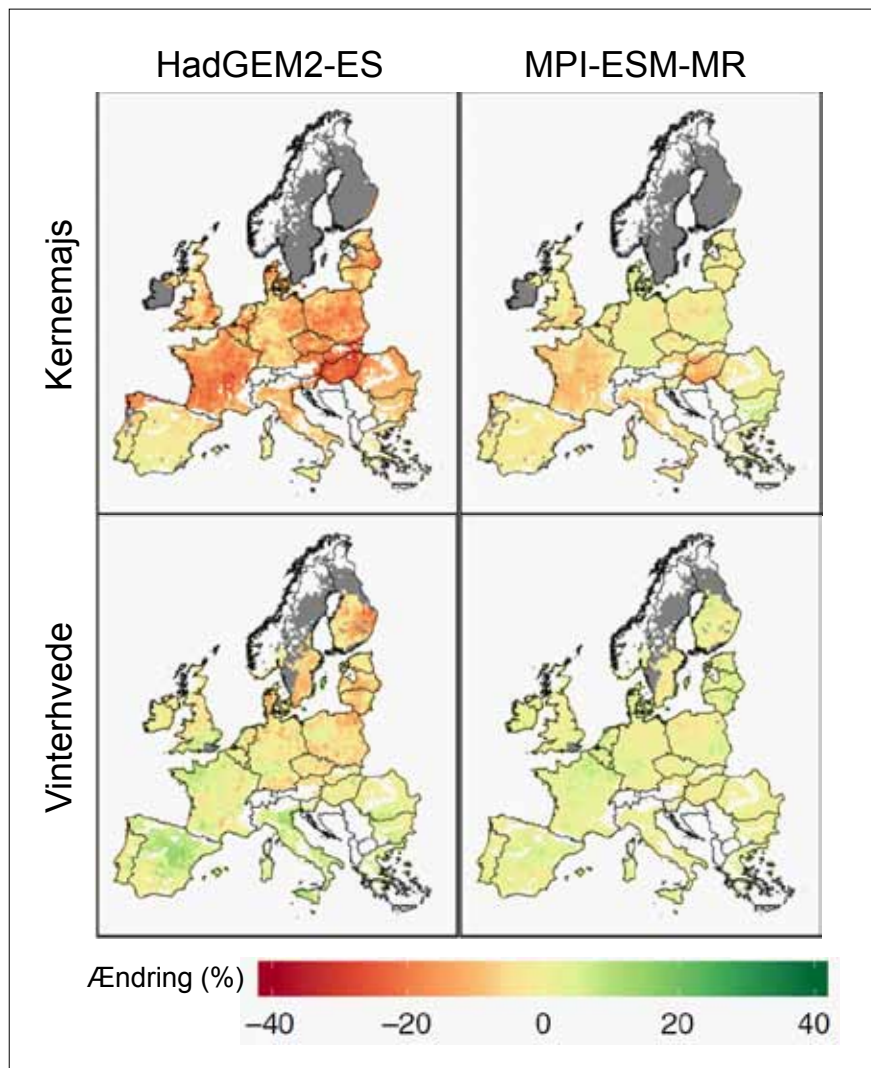 HadGEM2-ES MPI-ESM-MR
Kernemajs
Vinterhvede
Ændring (%)
−40 −20 0 20 40